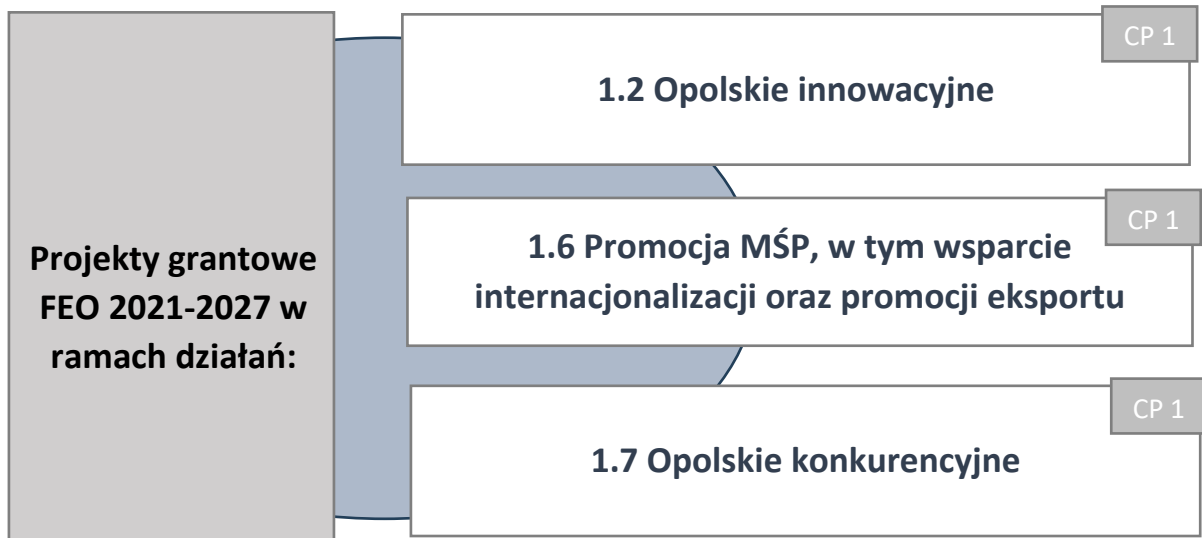 Projekty grantowe
FEO 2021-2027 w
ramach działań:
CP 1
1.2 Opolskie innowacyjne
CP 1
1.6 Promocja MŚP, w tym wsparcie
internacjonalizacji oraz promocji eksportu
CP 1
1.7 Opolskie konkurencyjne